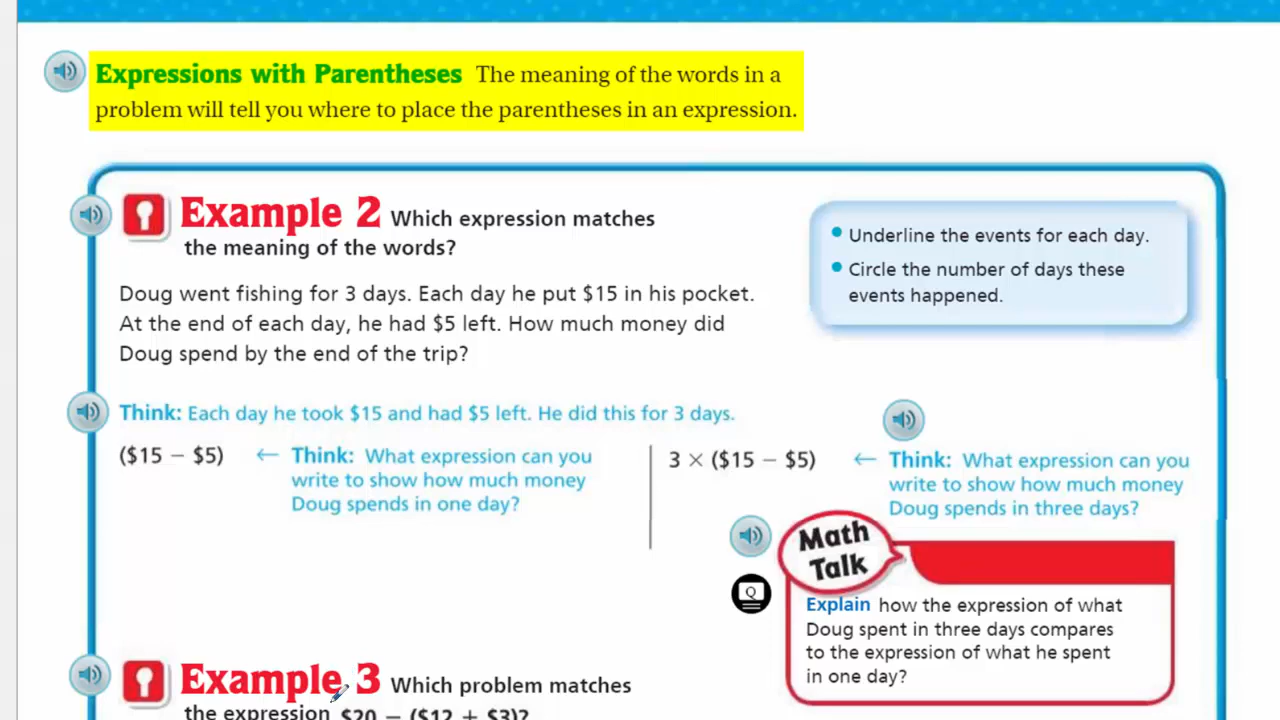 Expressions with Parentheses The meaning of the words in a
problem will tell you where to place the parentheses in an expression.
Example 2 Which expression matches
the meaning of the words?
• Underline the events for each day.
• Circle the number of days these
events happened.
Doug went fishing for 3 days. Each day he put $15 in his pocket.
At the end of each day, he had $5 left. How much money did
Doug spend by the end of the trip?
Think: Each day he took $15 and had $5 left. He did this for 3 days.
($15 − $5) ← Think: What expression can you
write to show how much money
Doug spends in one day?
3 × ($15 − $5) ← Think: What expression can you
write to show how much money
Doug spends in three days?
Math
Talk
Q
Explain how the expression of what
Doug spent in three days compares
to the expression of what he spent
in one day?
Example 3 Which problem matches
the expression $20 − ($12 + $3)?